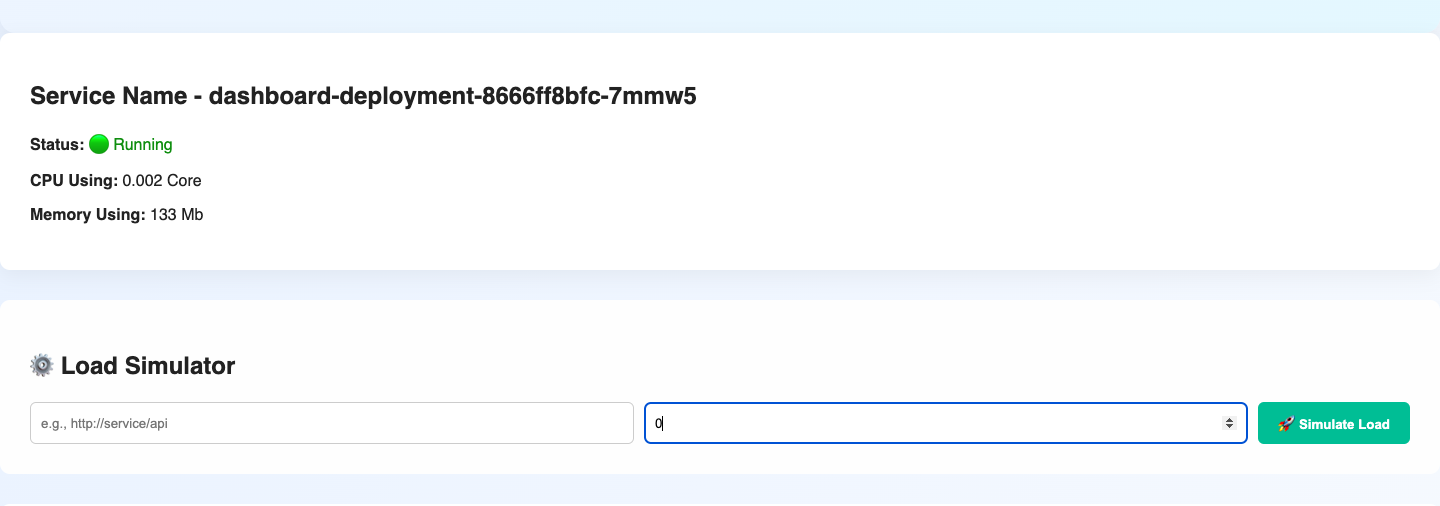 Service Name - dashboard-deployment-8666ff8bfc-7mmw5
Status: Running
CPU Using: 0.002 Core
Memory Using: 133 Mb
Load Simulator
e.g., http://service/api
0
Simulate Load